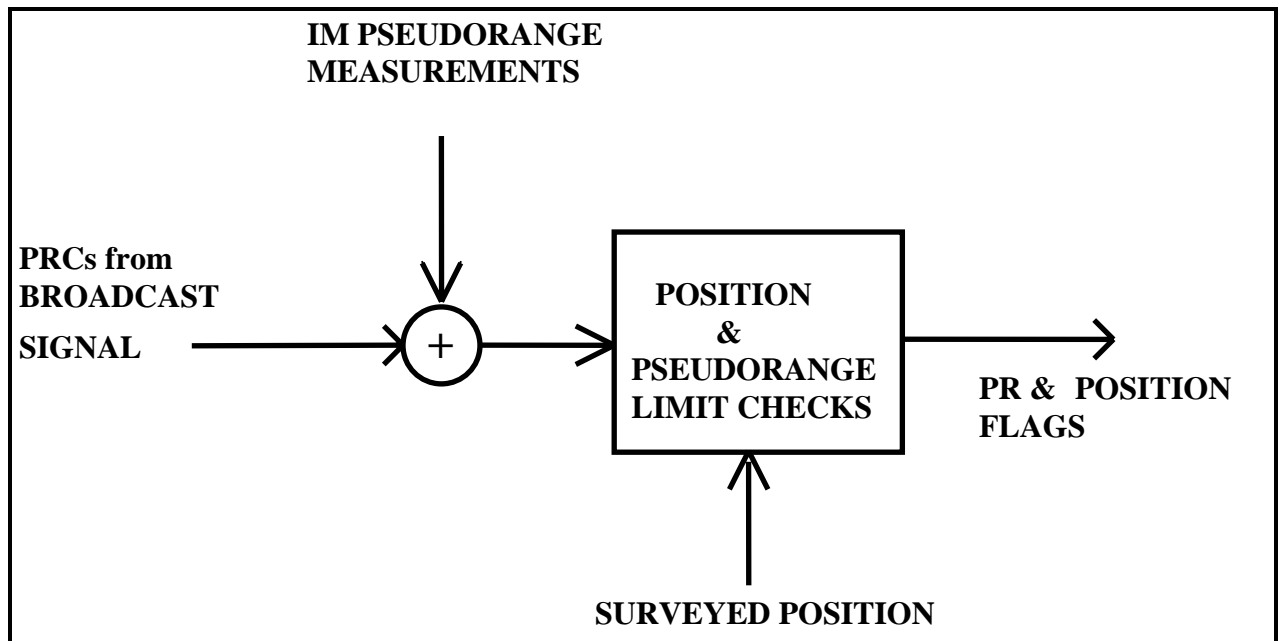 IM PSEUDORANGE
MEASUREMENTS
PRCs from
BROADCAST
SIGNAL
+
POSITION
&
PSEUDORANGE
LIMIT CHECKS
PR & POSITION
FLAGS
SURVEYED POSITION